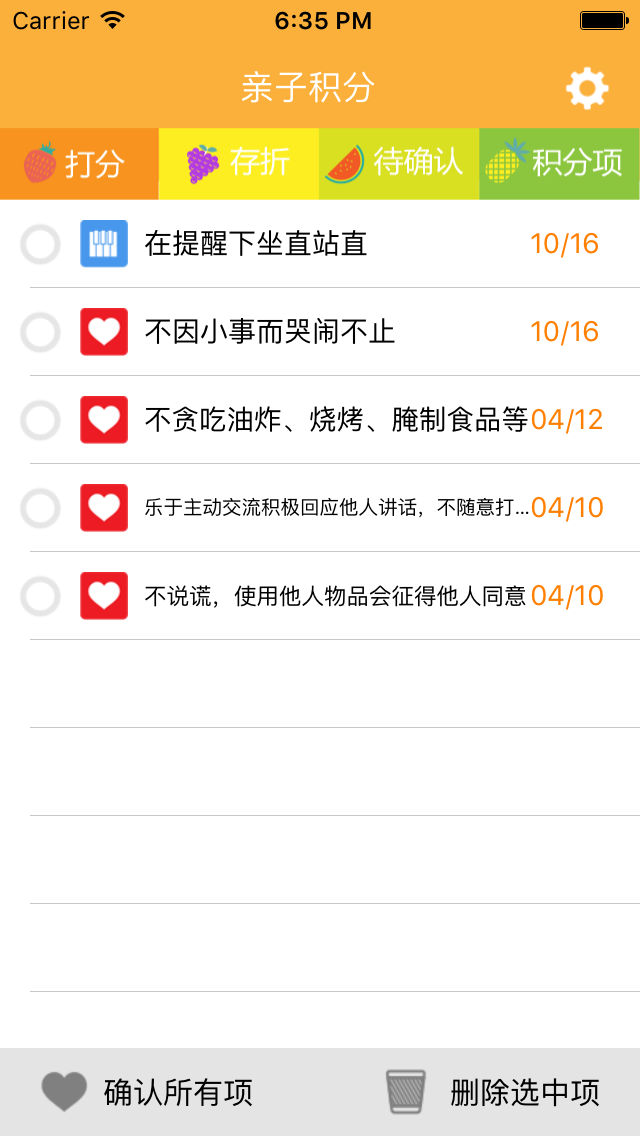 Carrier 6:35 PM
亲子积分
打分 存折 待确认 积分项
在提醒下坐直站直 10/16
不因小事而哭闹不止 10/16
不贪吃油炸、烧烤、腌制食品等 04/12
乐于主动交流积极回应他人讲话，不随意打... 04/10
不说谎，使用他人物品会征得他人同意 04/10
确认所有项 删除选中项